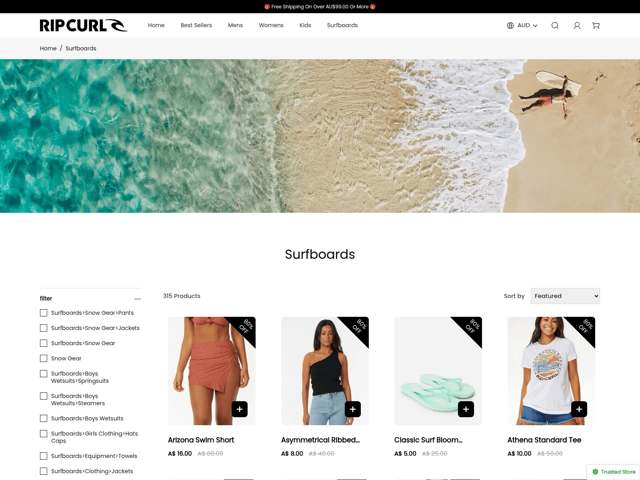 🎁 Free Shipping On Over AU$99.00 Or More 🎁
RIP CURL
Home
Best Sellers
Mens
Womens
Kids
Surfboards
AUD
Home / Surfboards
Surfboards
filter
315 Products
Sort by
Featured
Surfboards>Snow Gear>Pants
Surfboards>Snow Gear>Jackets
Surfboards>Snow Gear
Snow Gear
Surfboards>Boys
Wetsuits>Springsuits
Surfboards>Boys
Wetsuits>Steamers
Surfboards>Boys Wetsuits
Surfboards>Girls Clothing>Hats
Caps
Surfboards>Equipment>Towels
Surfboards>Clothing>Jackets
80%
OFF
80%
OFF
80%
OFF
80%
OFF
Arizona Swim Short
A$ 16.00 A$ 80.00
Asymmetrical Ribbed...
A$ 8.00 A$ 40.00
Classic Surf Bloom...
A$ 5.00 A$ 25.00
Athena Standard Tee
A$ 10.00 A$ 50.00
Trusted Store